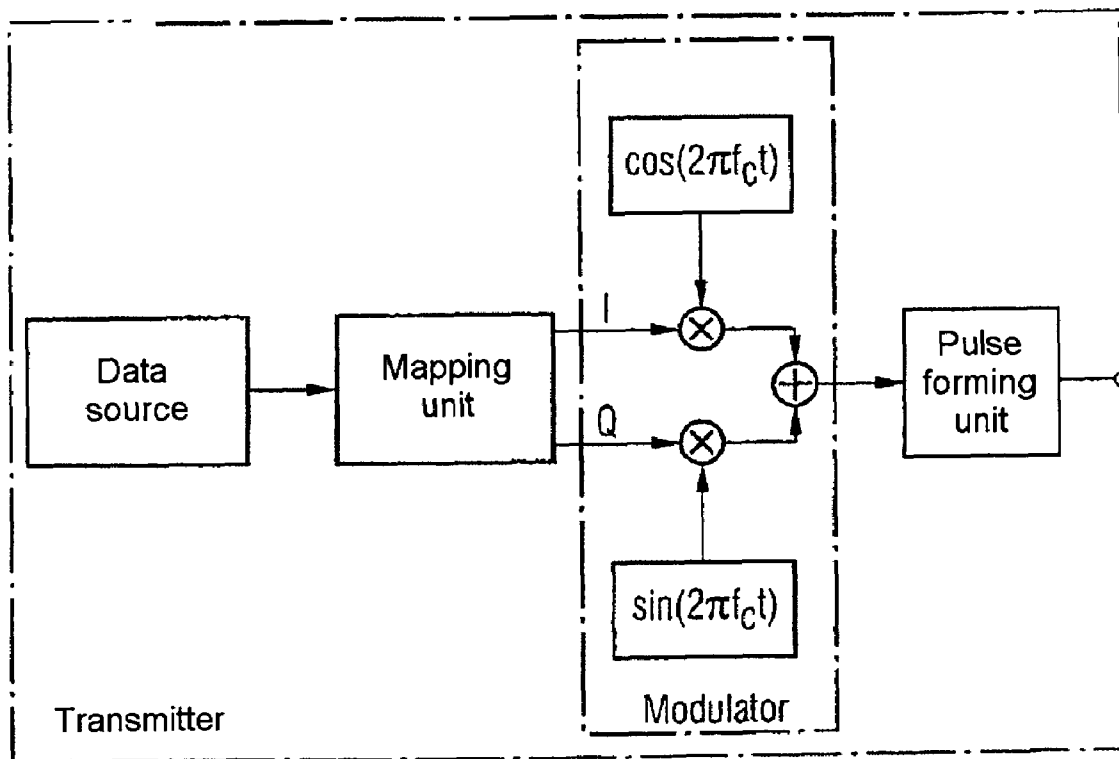 cos(2πf_Ct)
I
Data
source
Mapping
unit
Pulse
forming
unit
Q
sin(2πf_Ct)
Transmitter
Modulator